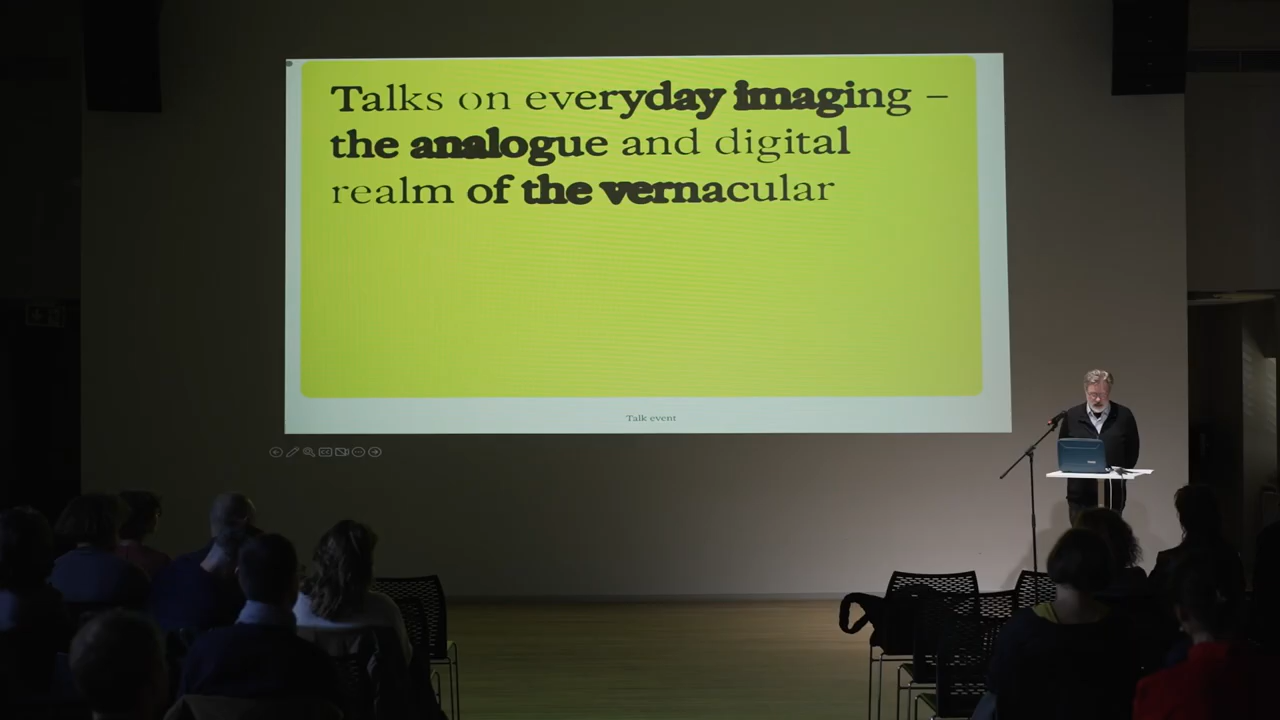 Talks on everyday imaging –
the analogue and digital
realm of the vernacular
Talk event